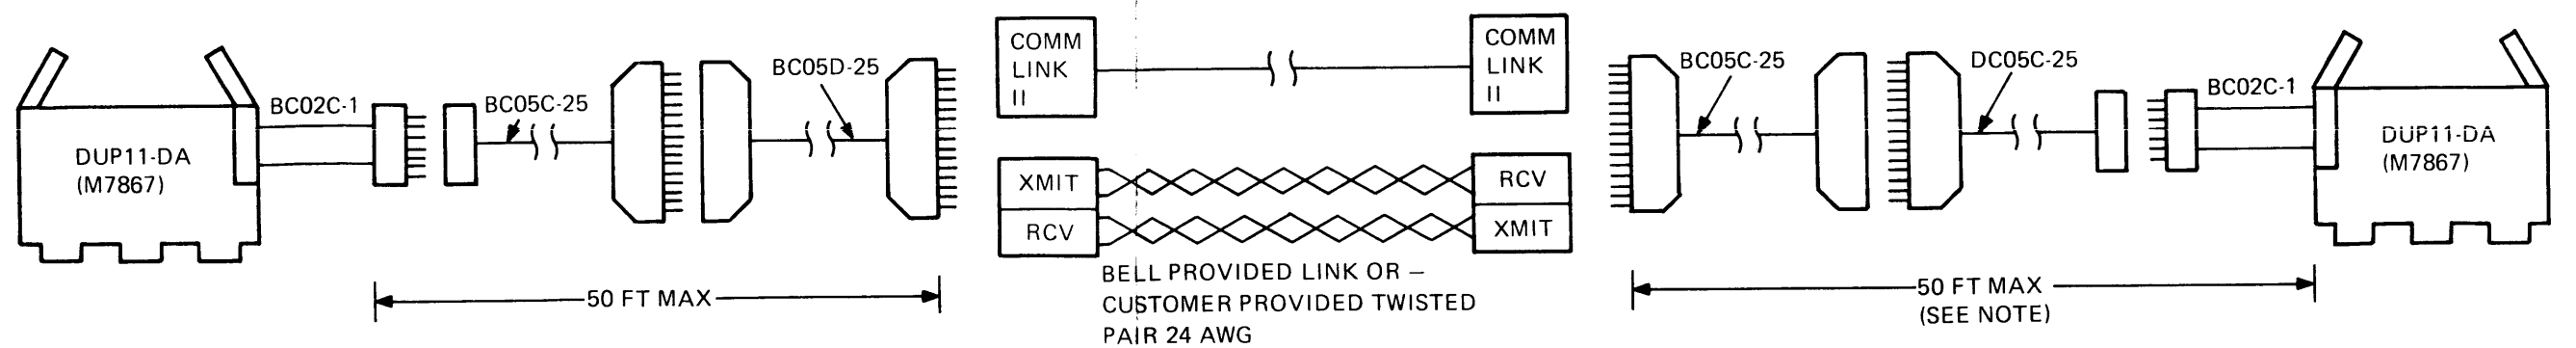 DUP11-DA
(M7867)
BC02C-1
BC05C-25
BC05D-25
50 FT MAX
COMM
LINK
II
COMM
LINK
II
XMIT
RCV
RCV
XMIT
BELL PROVIDED LINK OR –
CUSTOMER PROVIDED TWISTED
PAIR 24 AWG
BC05C-25
DC05C-25
BC02C-1
DUP11-DA
(M7867)
50 FT MAX
(SEE NOTE)